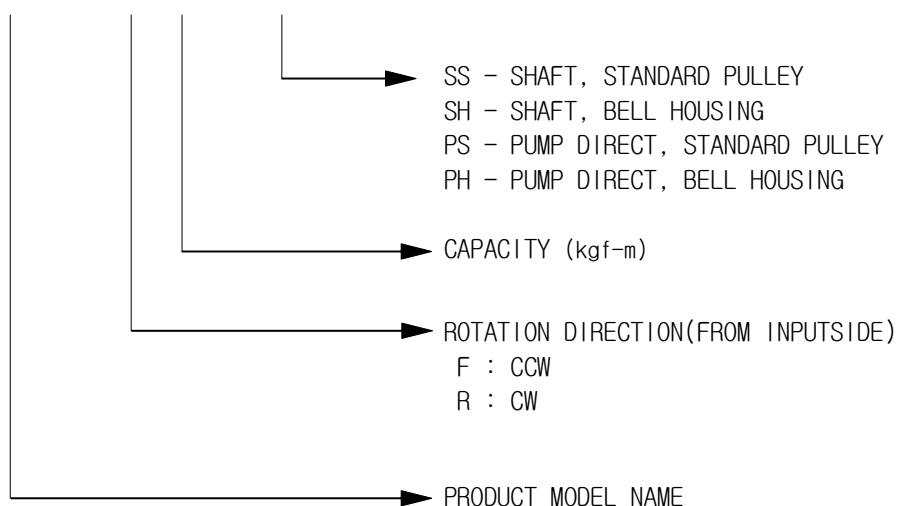 SS - SHAFT, STANDARD PULLEY
SH - SHAFT, BELL HOUSING
PS - PUMP DIRECT, STANDARD PULLEY
PH - PUMP DIRECT, BELL HOUSING
CAPACITY (kgf-m)
ROTATION DIRECTION(FROM INPUTSIDE)
F : CCW
R : CW
PRODUCT MODEL NAME